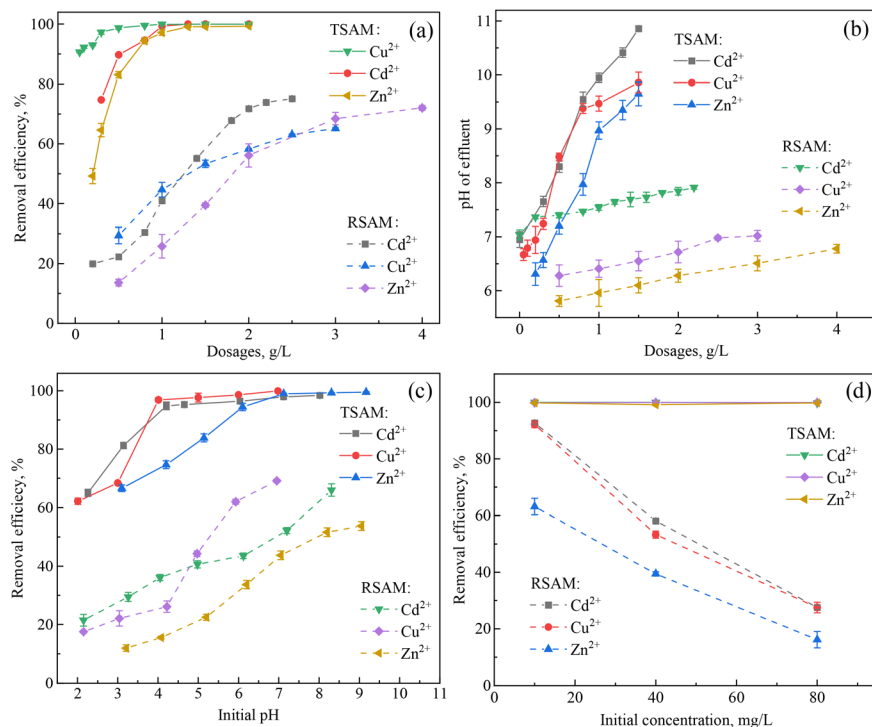 (a)
Removal efficiency, %
100
80
60
40
20
0
TSAM:
Cu²⁺
Cd²⁺
Zn²⁺
RSAM:
Cd²⁺
Cu²⁺
Zn²⁺
0
1
2
3
4
Dosages, g/L
(b)
pH of effluent
11
10
9
8
7
6
TSAM:
Cd²⁺
Cu²⁺
Zn²⁺
RSAM:
Cd²⁺
Cu²⁺
Zn²⁺
0
1
2
3
4
Dosages, g/L
(c)
Removal efficiecy, %
100
80
60
40
20
0
TSAM:
Cd²⁺
Cu²⁺
Zn²⁺
RSAM:
Cd²⁺
Cu²⁺
Zn²⁺
2 3 4 5 6 7 8 9 10 11
Initial pH
(d)
Removal efficiency, %
100
80
60
40
20
0
TSAM:
Cd²⁺
Cu²⁺
Zn²⁺
RSAM:
Cd²⁺
Cu²⁺
Zn²⁺
0
20
40
60
80
Initial concentration, mg/L